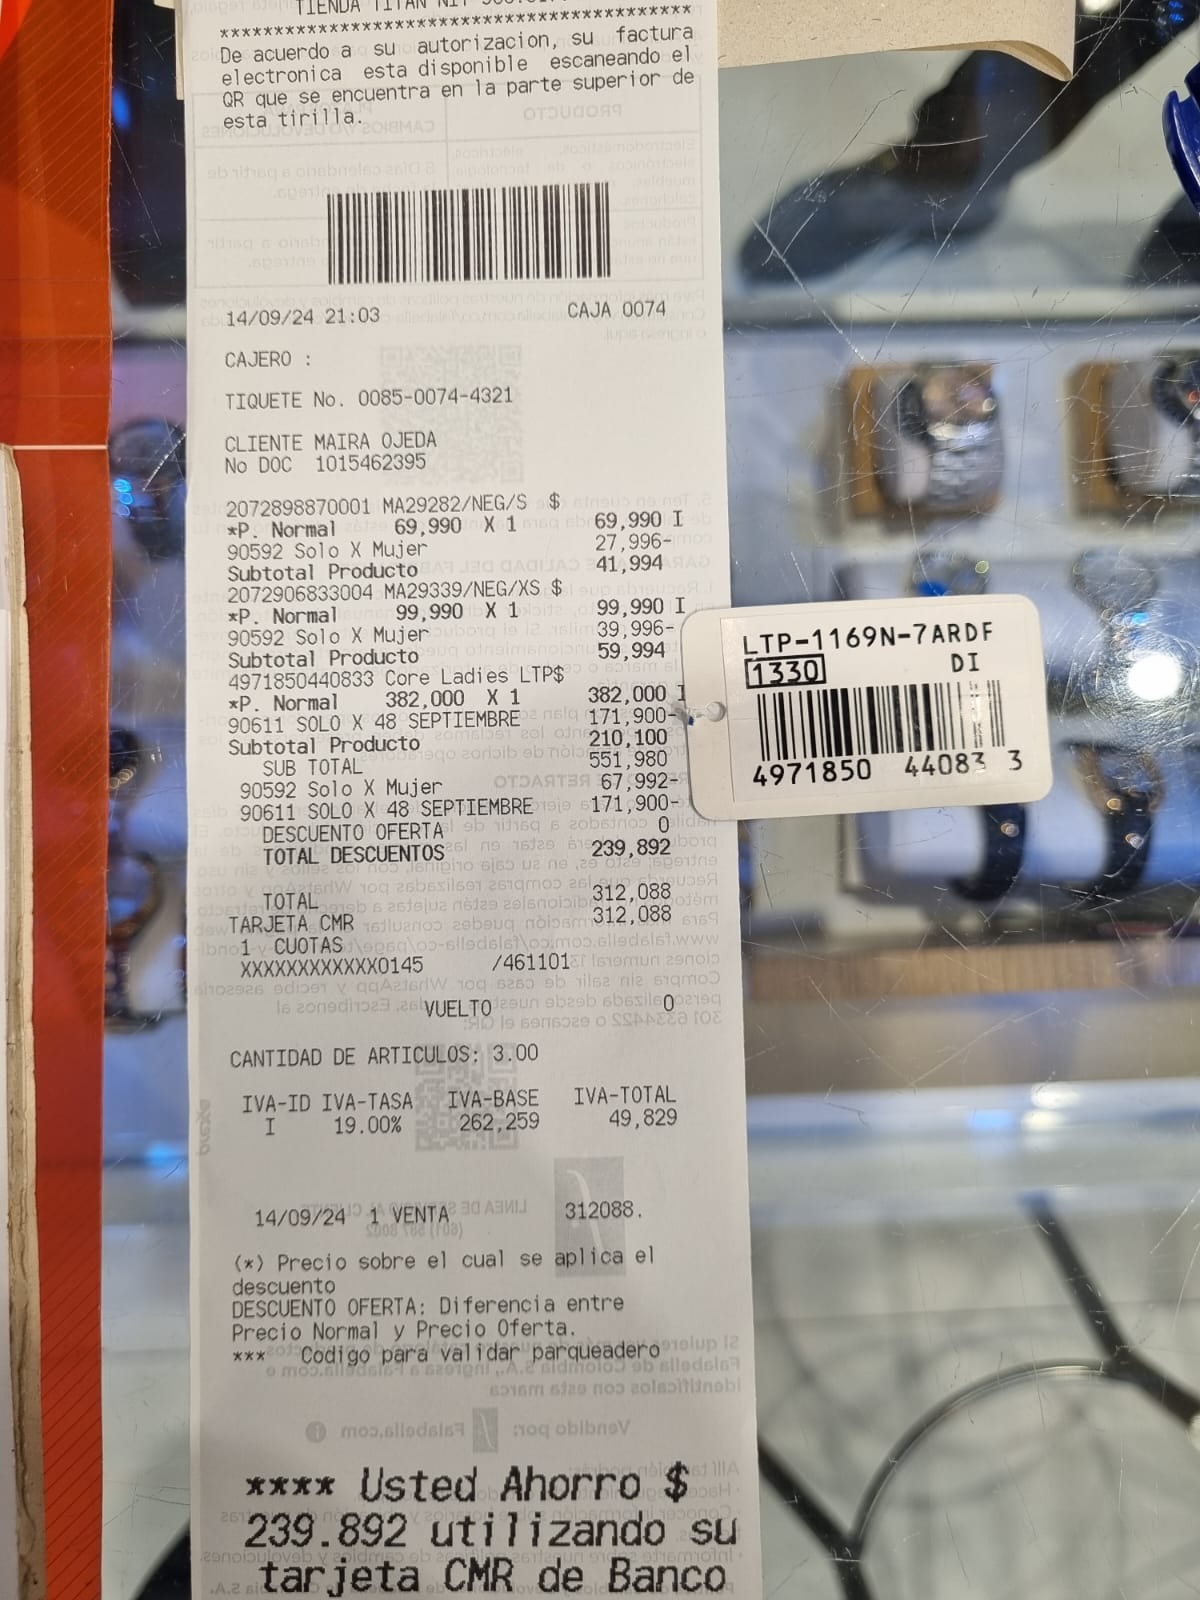 TIENDA TITAN NIT
****************************************
De acuerdo a su autorizacion, su factura
electronica esta disponible escaneando el
QR que se encuentra en la parte superior de
esta tirilla.
14/09/24 21:03 CAJA 0074
CAJERO :
TIQUETE No. 0085-0074-4321
CLIENTE MAIRA OJEDA
No DOC 1015462395
2072898870001 MA29282/NEG/S $
*P. Normal 69,990 X 1 69,990 I
90592 Solo X Mujer 27,996-
Subtotal Producto 41,994
2072906833004 MA29339/NEG/XS $
*P. Normal 99,990 X 1 99,990 I
90592 Solo X Mujer 39,996-
Subtotal Producto 59,994
4971850440833 Core Ladies LTP$
*P. Normal 382,000 X 1 382,000 I
90611 SOLO X 48 SEPTIEMBRE 171,900-
Subtotal Producto 210,100
SUB TOTAL 551,980
90592 Solo X Mujer 67,992-
90611 SOLO X 48 SEPTIEMBRE 171,900-
DESCUENTO OFERTA 0
TOTAL DESCUENTOS 239,892
TOTAL 312,088
TARJETA CMR 312,088
1 CUOTAS
XXXXXXXXXXXX0145 /461101
VUELTO 0
CANTIDAD DE ARTICULOS: 3.00
IVA-ID IVA-TASA IVA-BASE IVA-TOTAL
I 19.00% 262,259 49,829
14/09/24 1 VENTA 312088.
(*) Precio sobre el cual se aplica el
descuento
DESCUENTO OFERTA: Diferencia entre
Precio Normal y Precio Oferta.
*** Codigo para validar parqueadero
**** Usted Ahorro $
239.892 utilizando su
tarjeta CMR de Banco
LTP-1169N-7ARDF
1330 DI
4971850 44083 3